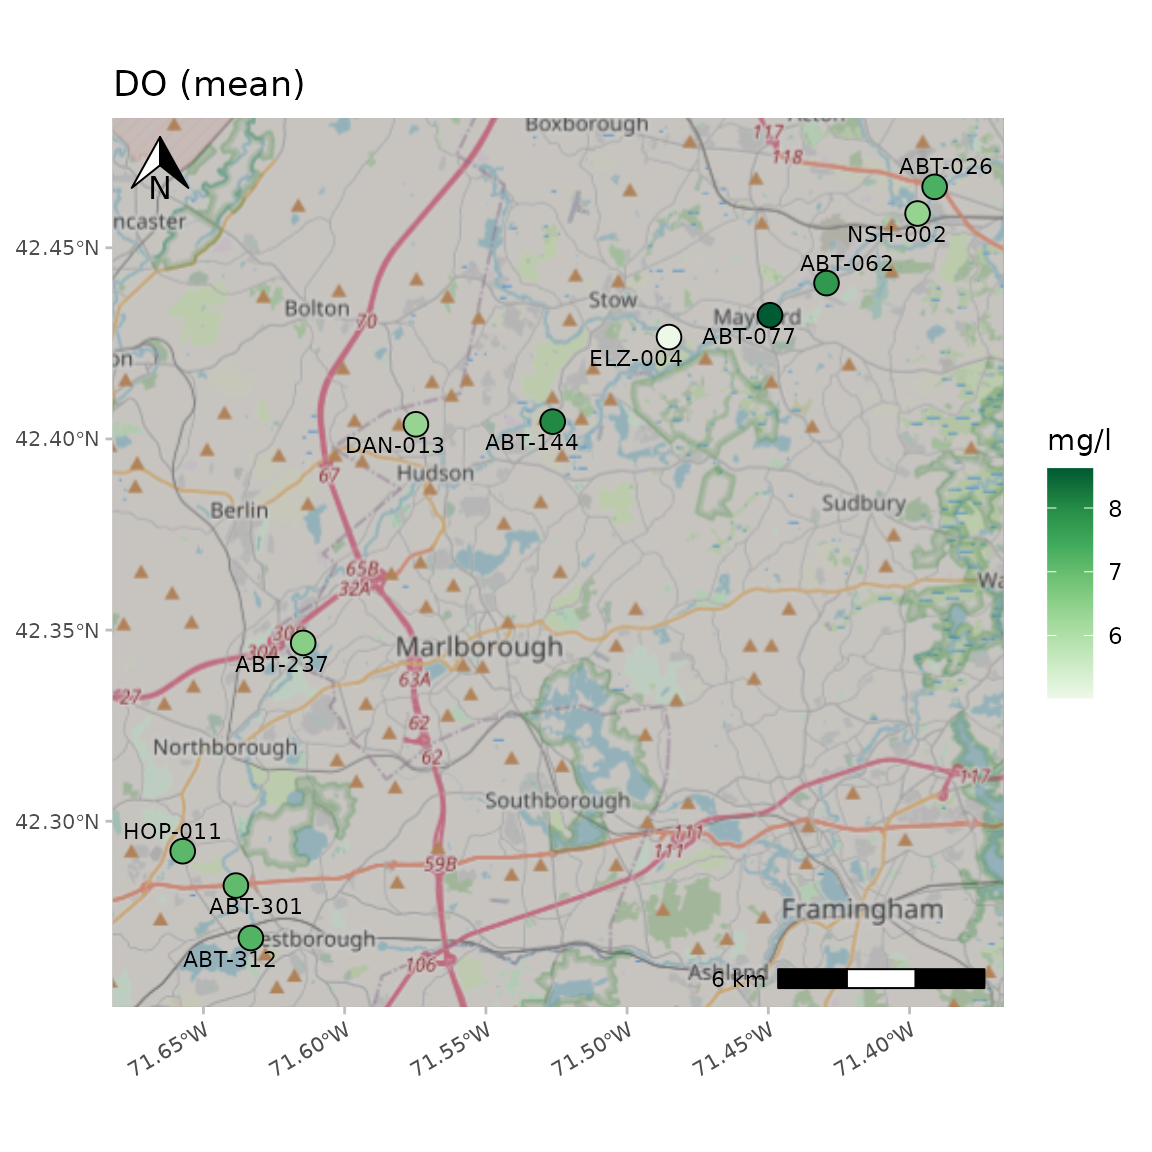 DO (mean)
Boxborough
117
Acton
118
ABT-026
N
ncaster
NSH-002
42.45°N
ABT-062
Stow
Bolton
70
ABT-077
ELZ-004
on
42.40°N
DAN-013
ABT-144
mg/l
Hudson
67
Sudbury
Berlin
8
65B
7
32A
Wa
42.35°N
6
Marlborough
30A
ABT-237
63A
27
62
Northborough
62
117
Southborough
42.30°N
HOP-011
111
111
59B
ABT-301
Framingham
estborough
ABT-312
106
Ashland
6 km
71.65°W
71.60°W
71.55°W
71.50°W
71.45°W
71.40°W